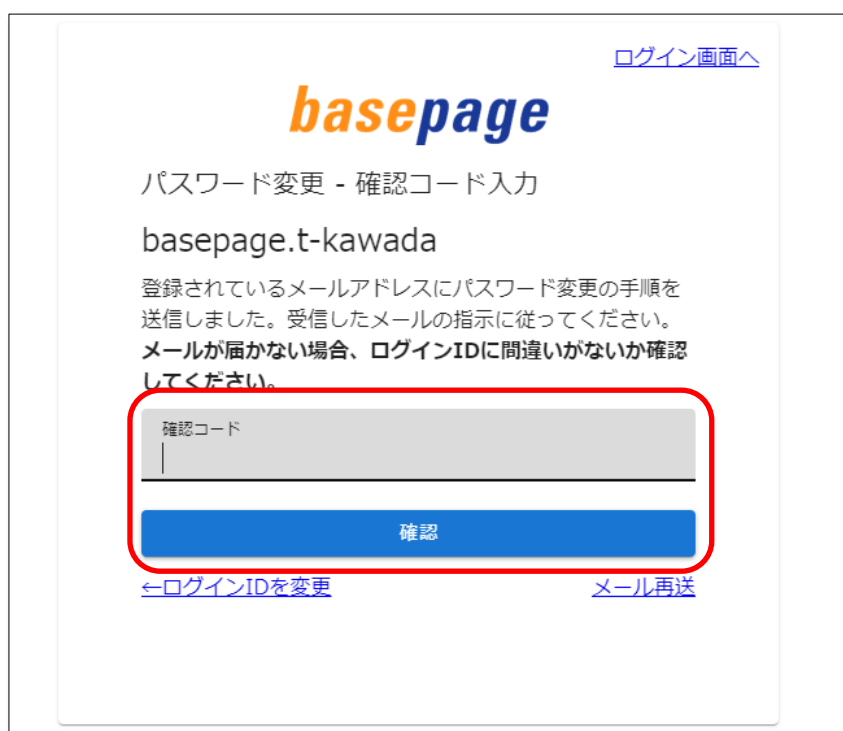 ログイン画面へ
basepage
パスワード変更 - 確認コード入力
basepage.t-kawada
登録されているメールアドレスにパスワード変更の手順を
送信しました。受信したメールの指示に従ってください。
メールが届かない場合、ログインIDに間違いがないか確認
してください。
確認コード
確認
←ログインIDを変更
メール再送